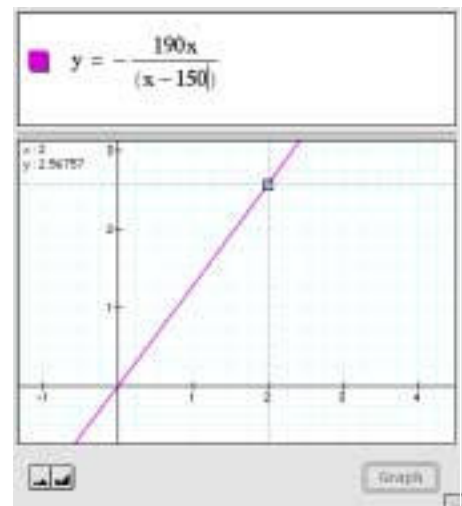 y = - 190x / (x - 150)
x: 2
y: 2.56757
3
2
1
-1 1 2 3 4
Graph